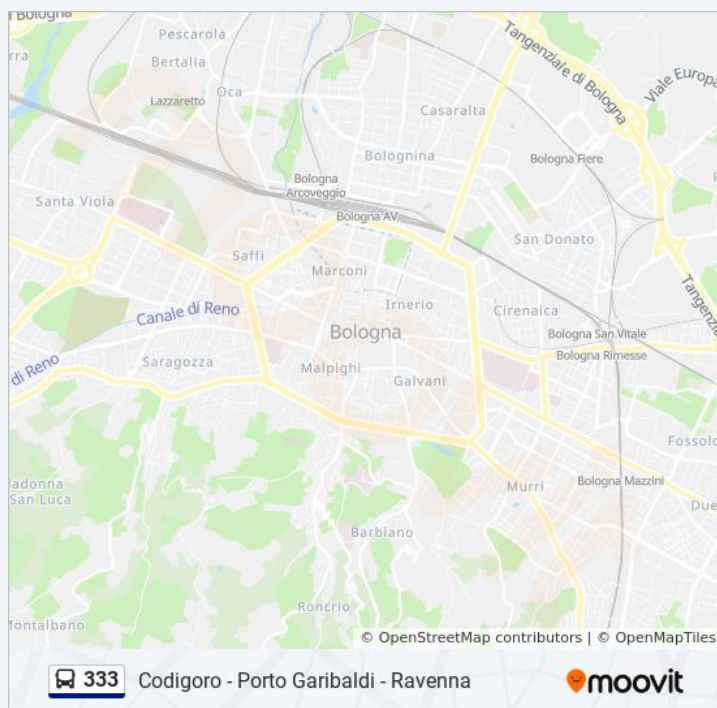 di Bologna
Pescarola
Bertalia
Oca
Lazzaretto
Tangenziale di Bologna
Viale Europa
Casaralta
Bolognina
Bologna Fiere
Bologna
Arcoveggio
Santa Viola
Bologna AV
Saffi
Marconi
San Donato
Tangenziale
Canale di Reno
Irnerio
Cirenaica
Bologna
Bologna San Vitale
Bologna Rimesse
di Reno
Saragozza
Malpighi
Galvani
Fossolo
Madonna
San Luca
Murri
Bologna Mazzini
Due
Barbiano
Roncrio
Montalbano
© OpenStreetMap contributors | © OpenMapTiles
333 Codigoro - Porto Garibaldi - Ravenna
moovit